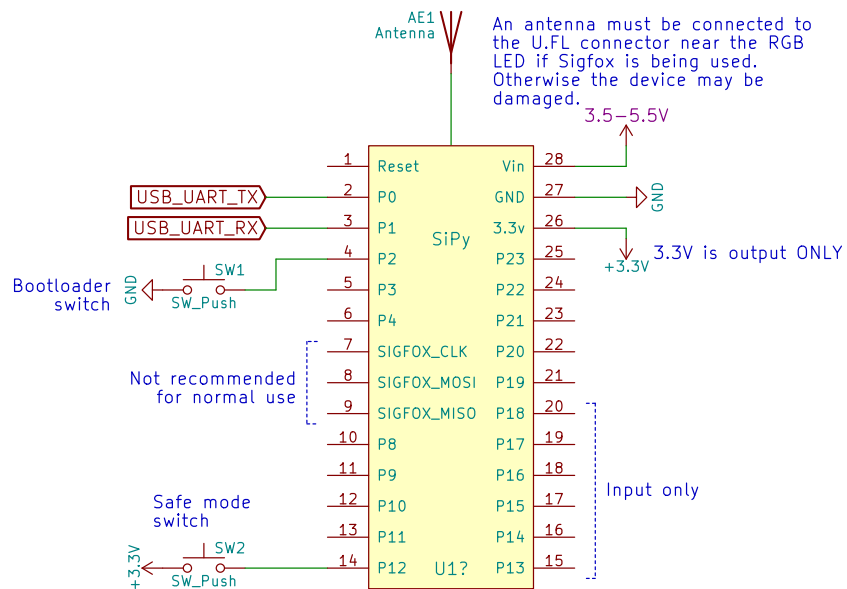 AE1
Antenna
An antenna must be connected to
the U.FL connector near the RGB
LED if Sigfox is being used.
Otherwise the device may be
damaged.
3.5-5.5V
1 Reset Vin 28
USB_UART_TX 2 P0 GND 27 GND
USB_UART_RX 3 P1 3.3v 26
SiPy
4 P2 P23 25 3.3V is output ONLY
+3.3V
Bootloader
switch
GND
SW1
SW_Push
5 P3 P22 24
6 P4 P21 23
7 SIGFOX_CLK P20 22
Not recommended
for normal use
8 SIGFOX_MOSI P19 21
9 SIGFOX_MISO P18 20
10 P8 P17 19
11 P9 P16 18
Input only
12 P10 P15 17
Safe mode
switch
13 P11 P14 16
+3.3V
SW2
SW_Push
14 P12 U1? P13 15